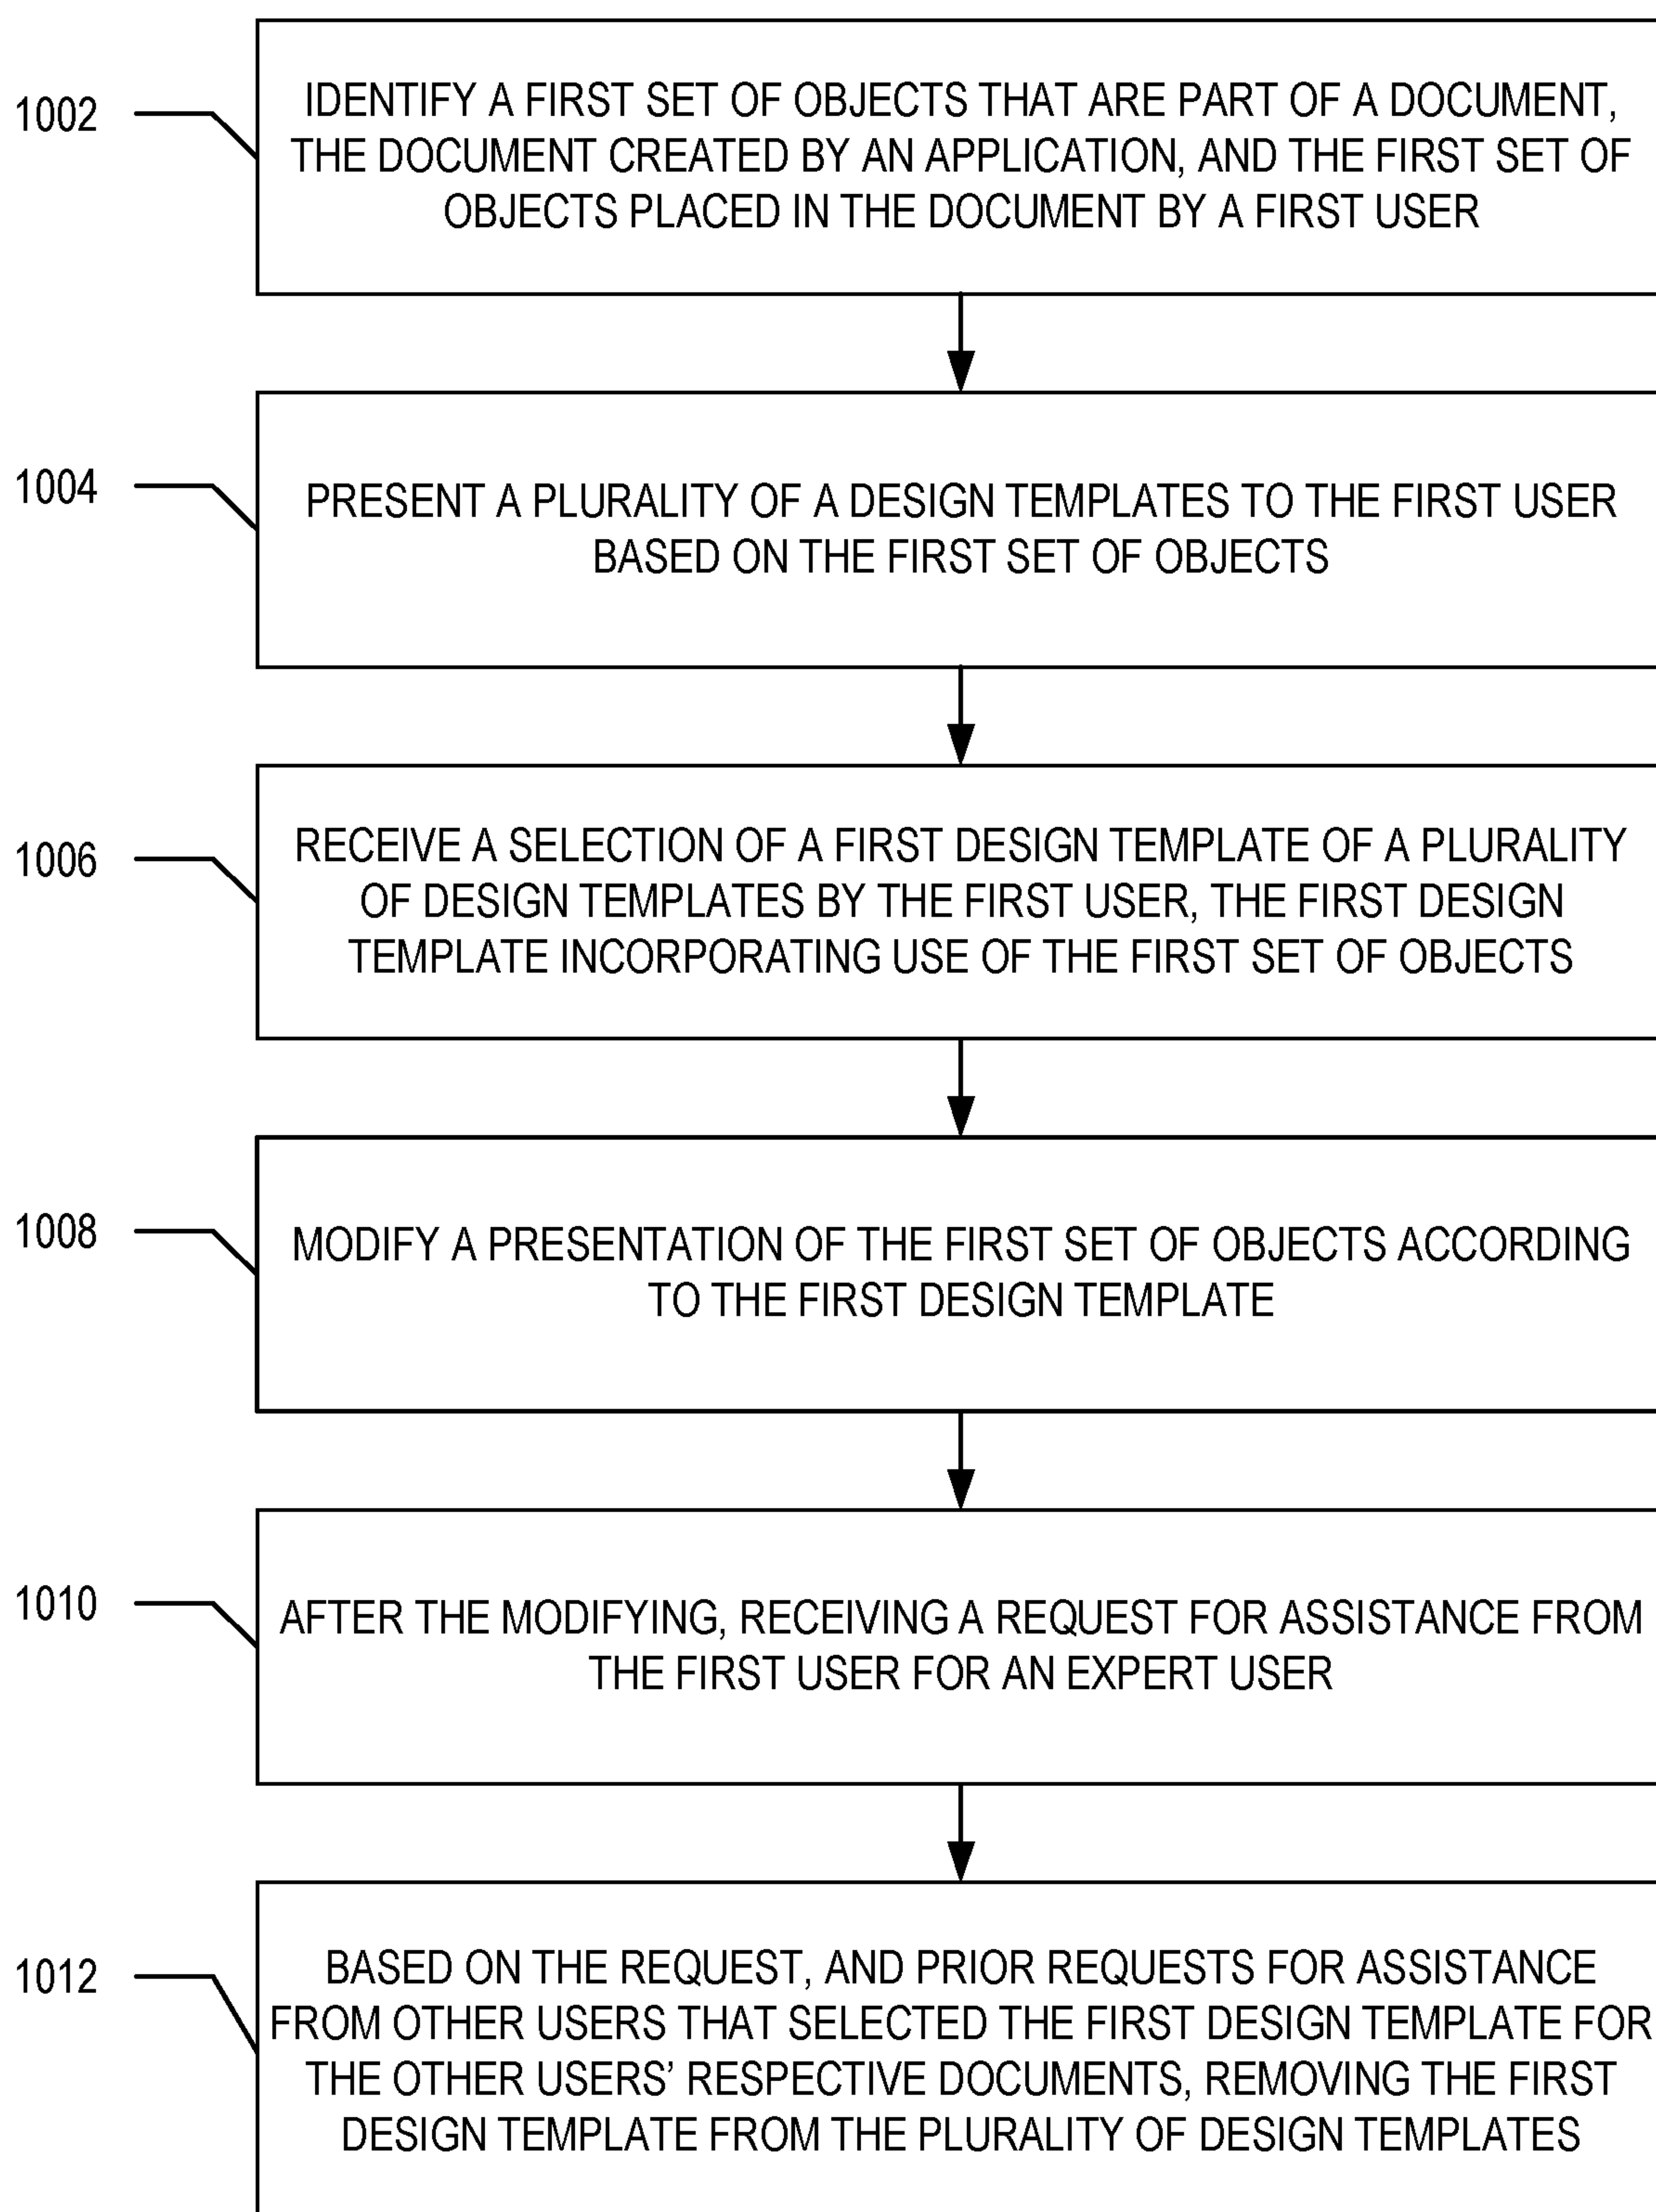 1002
IDENTIFY A FIRST SET OF OBJECTS THAT ARE PART OF A DOCUMENT,
THE DOCUMENT CREATED BY AN APPLICATION, AND THE FIRST SET OF
OBJECTS PLACED IN THE DOCUMENT BY A FIRST USER
1004
PRESENT A PLURALITY OF A DESIGN TEMPLATES TO THE FIRST USER
BASED ON THE FIRST SET OF OBJECTS
1006
RECEIVE A SELECTION OF A FIRST DESIGN TEMPLATE OF A PLURALITY
OF DESIGN TEMPLATES BY THE FIRST USER, THE FIRST DESIGN
TEMPLATE INCORPORATING USE OF THE FIRST SET OF OBJECTS
1008
MODIFY A PRESENTATION OF THE FIRST SET OF OBJECTS ACCORDING
TO THE FIRST DESIGN TEMPLATE
1010
AFTER THE MODIFYING, RECEIVING A REQUEST FOR ASSISTANCE FROM
THE FIRST USER FOR AN EXPERT USER
1012
BASED ON THE REQUEST, AND PRIOR REQUESTS FOR ASSISTANCE
FROM OTHER USERS THAT SELECTED THE FIRST DESIGN TEMPLATE FOR
THE OTHER USERS’ RESPECTIVE DOCUMENTS, REMOVING THE FIRST
DESIGN TEMPLATE FROM THE PLURALITY OF DESIGN TEMPLATES